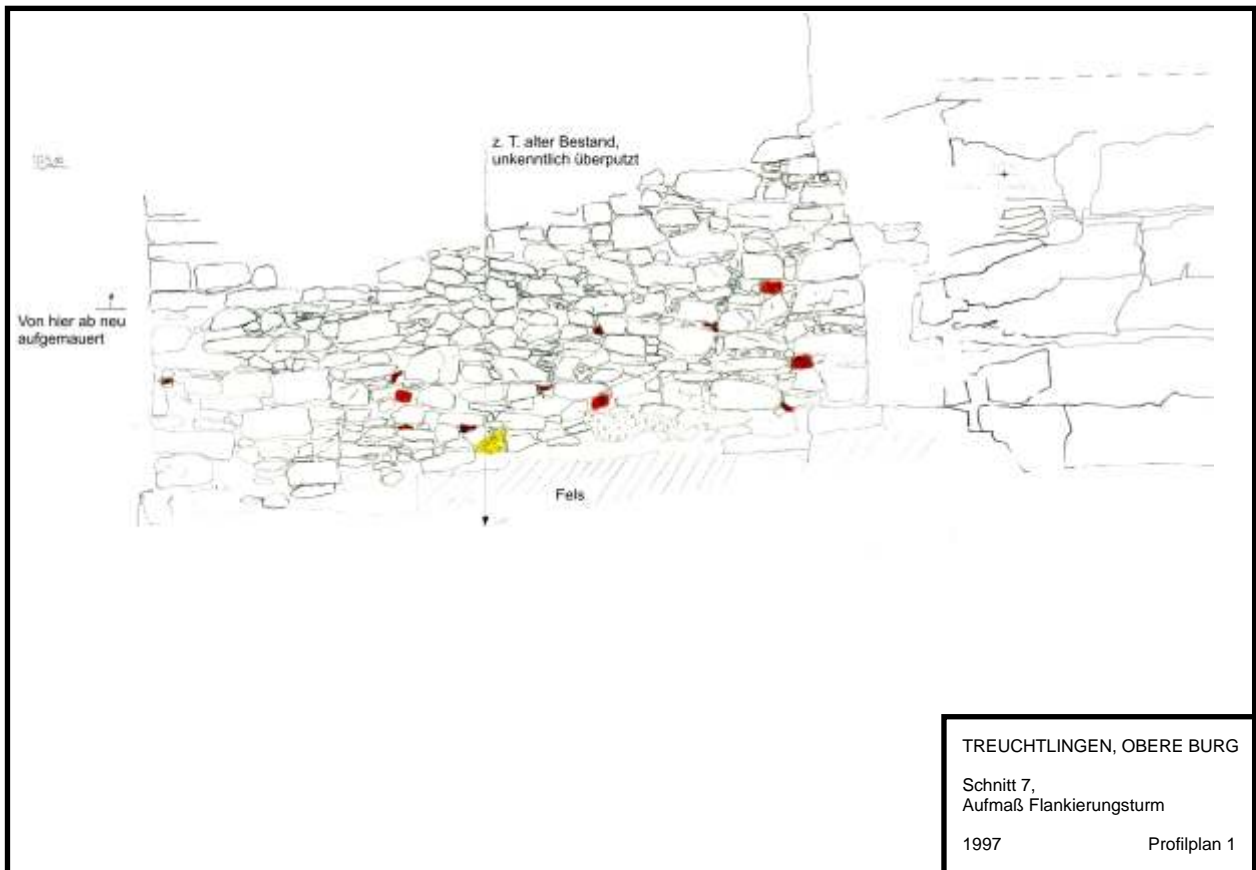 z. T. alter Bestand,
unkenntlich überputzt
Von hier ab neu
aufgemauert
Fels
TREUCHTLINGEN, OBERE BURG
Schnitt 7,
Aufmaß Flankierungsturm
1997 Profilplan 1